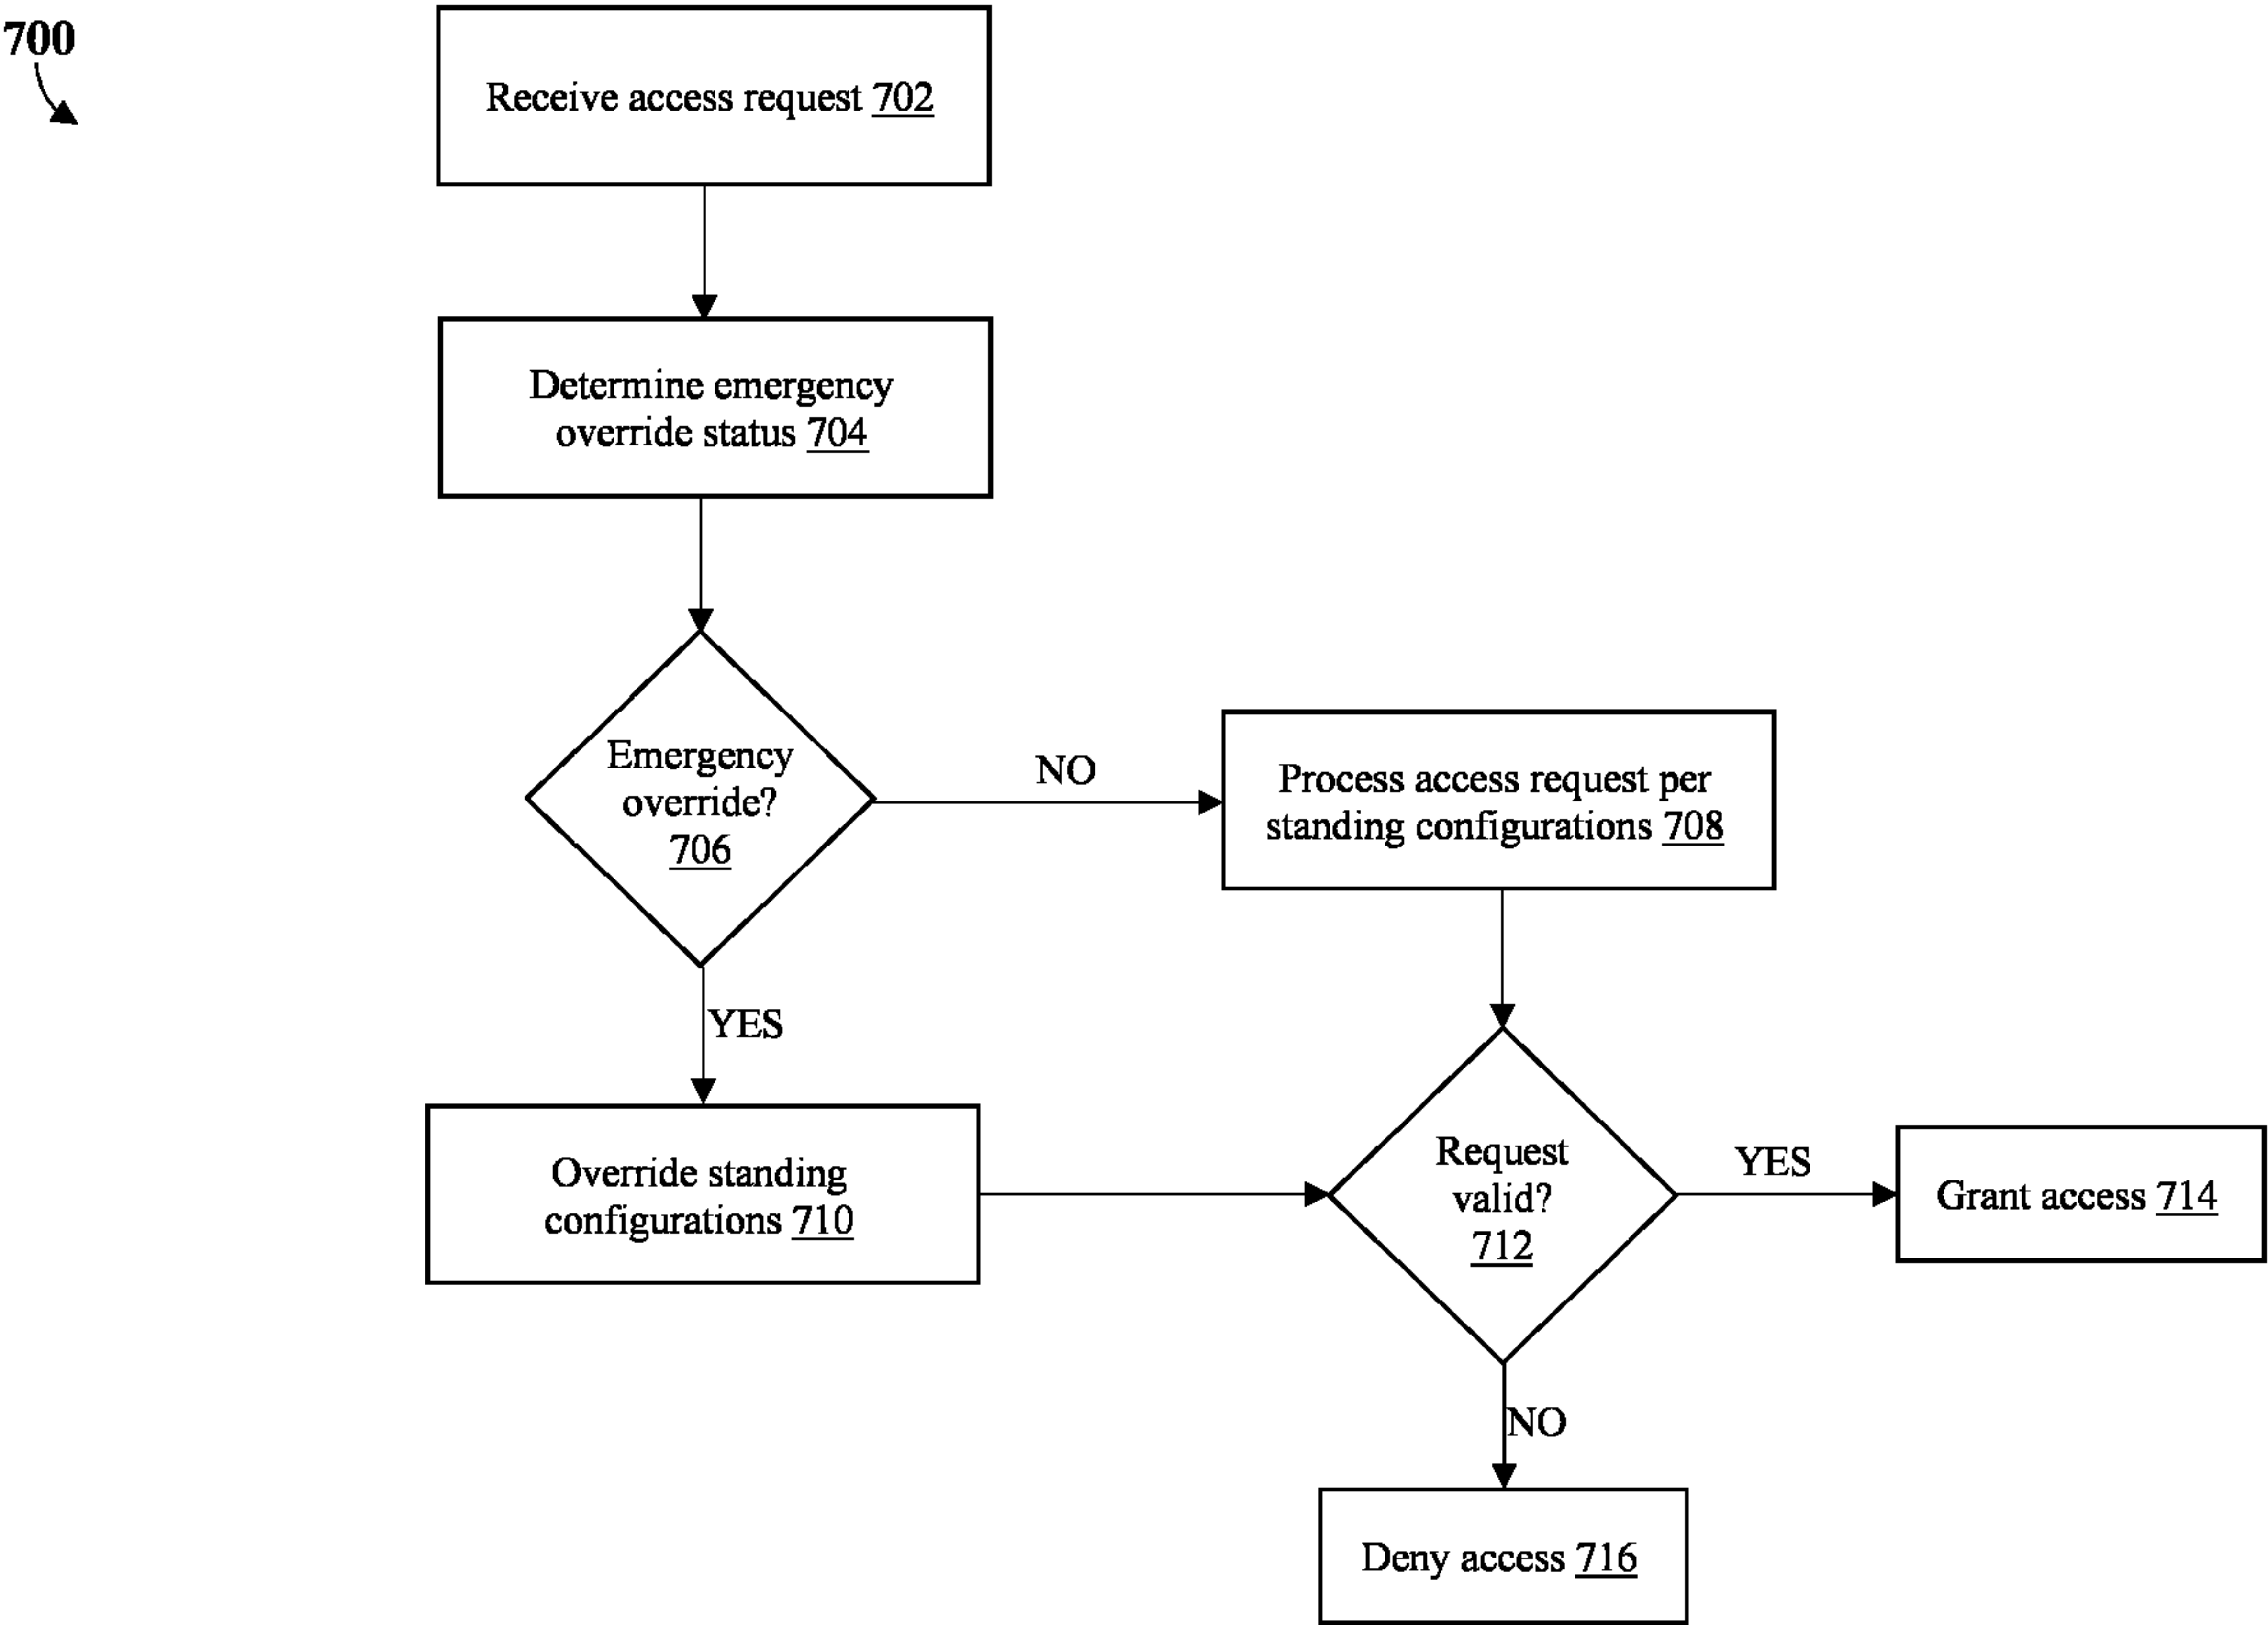 700
Receive access request 702
Determine emergency
override status 704
Emergency
override?
706
NO
Process access request per
standing configurations 708
YES
Override standing
configurations 710
Request
valid?
712
YES
Grant access 714
NO
Deny access 716